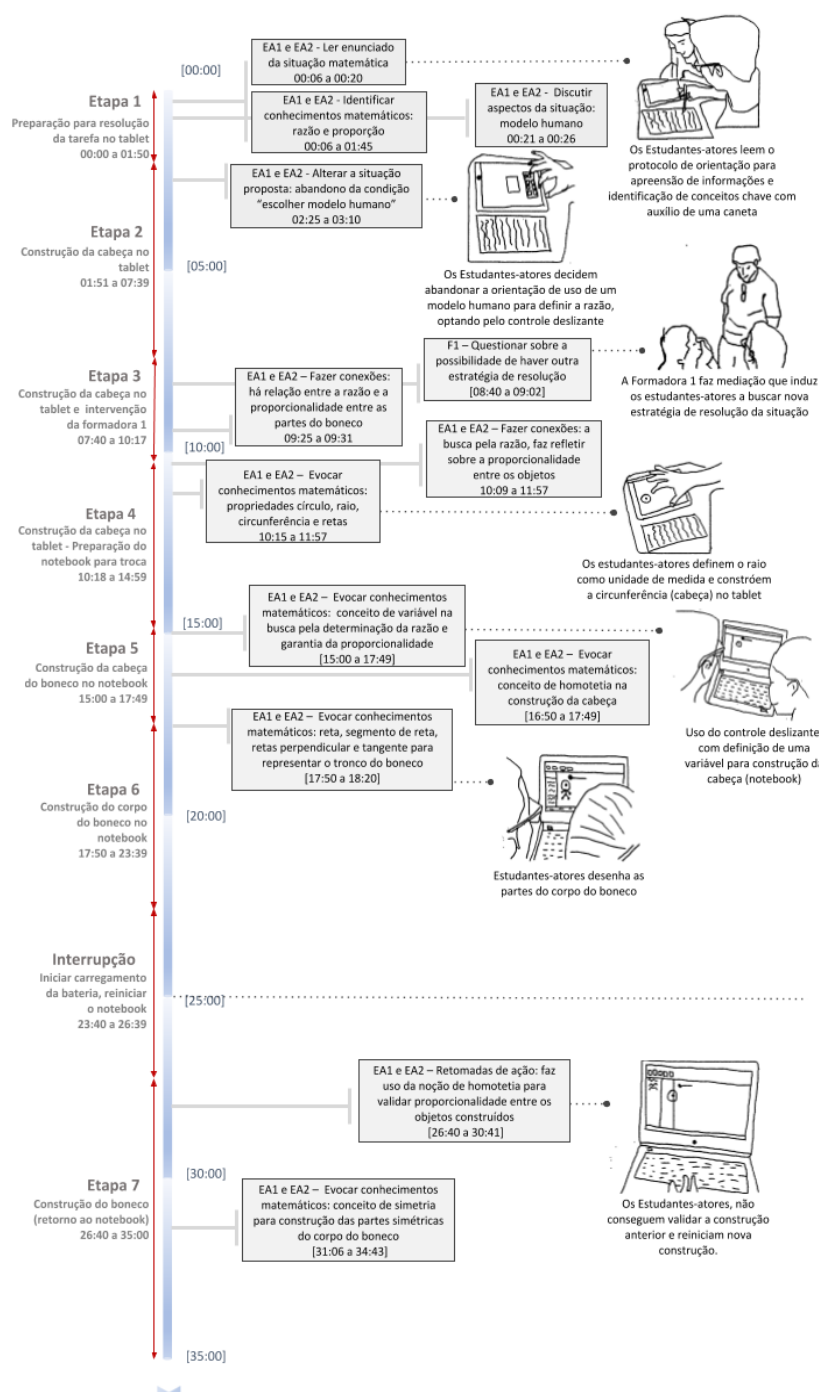 [00:00]
Etapa 1
Preparação para resolução
da tarefa no tablet
00:00 a 01:50
EA1 e EA2 - Ler enunciado
da situação matemática
00:06 a 00:20
EA1 e EA2 - Identificar
conhecimentos matemáticos:
razão e proporção
00:06 a 01:45
EA1 e EA2 - Discutir
aspectos da situação:
modelo humano
00:21 a 00:26
Os Estudantes-atores leem o
protocolo de orientação para
apreensão de informações e
identificação de conceitos chave com
auxílio de uma caneta
EA1 e EA2 - Alterar a situação
proposta: abandono da condição
“escolher modelo humano”
02:25 a 03:10
Etapa 2
Construção da cabeça no
tablet
01:51 a 07:39
[05:00]
Os Estudantes-atores decidem
abandonar a orientação de uso de um
modelo humano para definir a razão,
optando pelo controle deslizante
Etapa 3
Construção da cabeça no
tablet e intervenção
da formadora 1
07:40 a 10:17
F1 – Questionar sobre a
possibilidade de haver outra
estratégia de resolução
[08:40 a 09:02]
A Formadora 1 faz mediação que induz
os estudantes-atores a buscar nova
estratégia de resolução da situação
EA1 e EA2 – Fazer conexões:
há relação entre a razão e a
proporcionalidade entre as
partes do boneco
09:25 a 09:31
[10:00]
EA1 e EA2 – Fazer conexões: a
busca pela razão, faz refletir
sobre a proporcionalidade
entre os objetos
10:09 a 11:57
Etapa 4
Construção da cabeça no
tablet - Preparação do
notebook para troca
10:18 a 14:59
EA1 e EA2 – Evocar
conhecimentos matemáticos:
propriedades círculo, raio,
circunferência e retas
10:15 a 11:57
Os estudantes-atores definem o raio
como unidade de medida e constróem
a circunferência (cabeça) no tablet
[15:00]
Etapa 5
Construção da cabeça
do boneco no notebook
15:00 a 17:49
EA1 e EA2 – Evocar conhecimentos
matemáticos: conceito de variável na
busca pela determinação da razão e
garantia da proporcionalidade
[15:00 a 17:49]
EA1 e EA2 – Evocar
conhecimentos matemáticos:
conceito de homotetia na
construção da cabeça
[16:50 a 17:49]
Uso do controle deslizante
com definição de uma
variável para construção da
cabeça (notebook)
EA1 e EA2 – Evocar conhecimentos
matemáticos: reta, segmento de reta,
retas perpendicular e tangente para
representar o tronco do boneco
[17:50 a 18:20]
Etapa 6
Construção do corpo
do boneco no
notebook
17:50 a 23:39
[20:00]
Estudantes-atores desenha as
partes do corpo do boneco
Interrupção
Iniciar carregamento
da bateria, reiniciar
o notebook
23:40 a 26:39
[25:00]
EA1 e EA2 – Retomadas de ação: faz
uso da noção de homotetia para
validar proporcionalidade entre os
objetos construídos
[26:40 a 30:41]
[30:00]
Etapa 7
Construção do boneco
(retorno ao notebook)
26:40 a 35:00
EA1 e EA2 – Evocar conhecimentos
matemáticos: conceito de simetria
para construção das partes simétricas
do corpo do boneco
[31:06 a 34:43]
Os Estudantes-atores, não
conseguem validar a construção
anterior e reiniciam nova
construção.
[35:00]